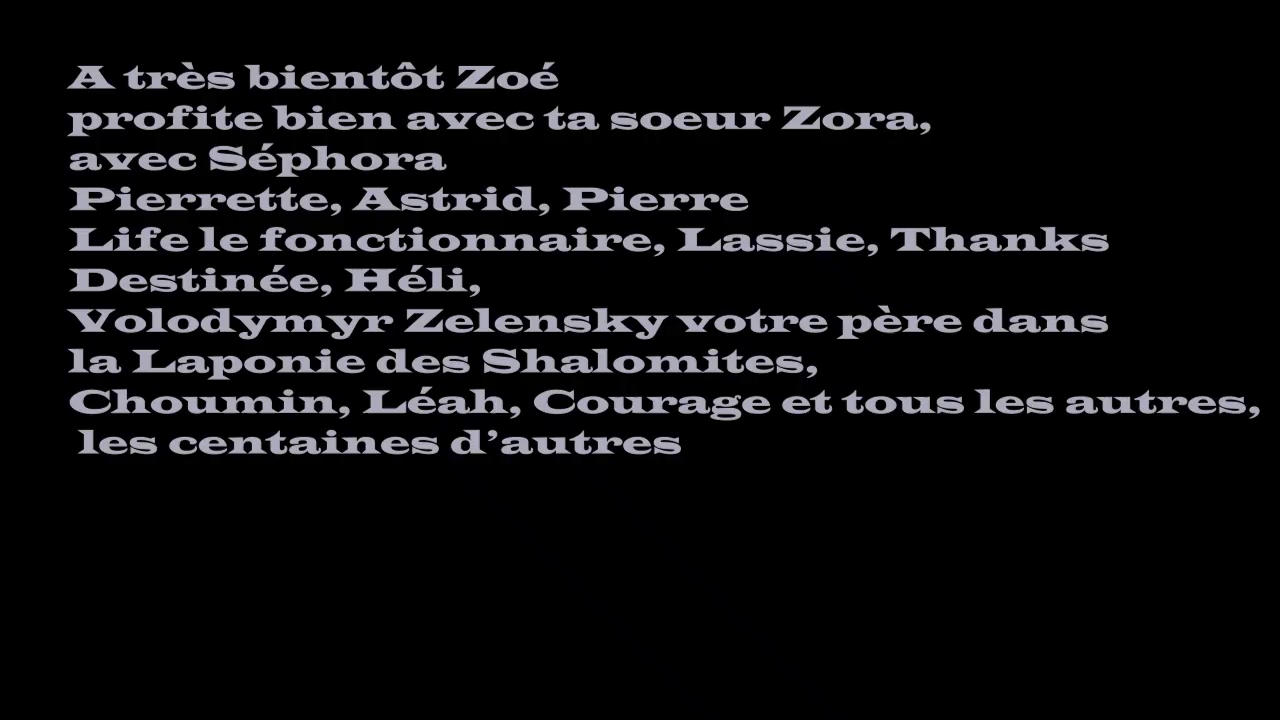 A très bientôt Zoé
profite bien avec ta soeur Zora,
avec Séphora
Pierrette, Astrid, Pierre
Life le fonctionnaire, Lassie, Thanks
Destinée, Héli,
Volodymyr Zelensky votre père dans
la Laponie des Shalomites,
Choumin, Léah, Courage et tous les autres,
les centaines d’autres